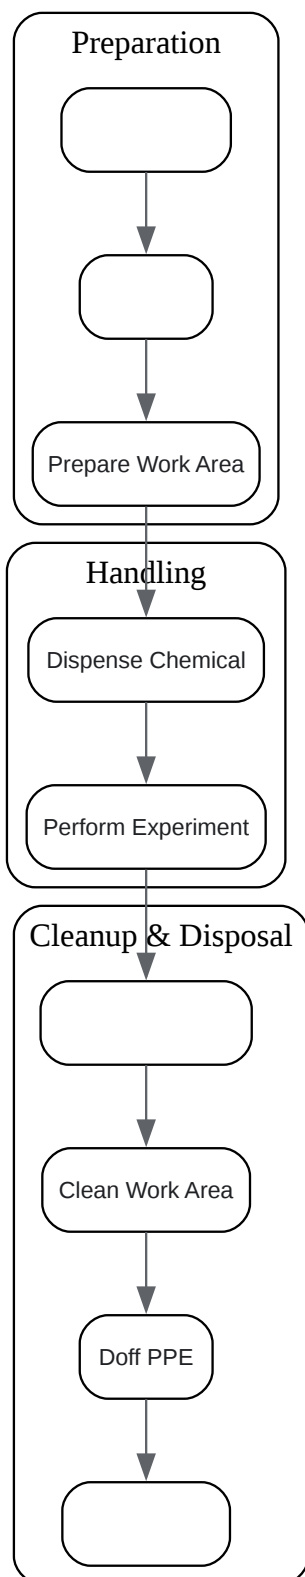 Preparation
Prepare Work Area
Handling
Dispense Chemical
Perform Experiment
Cleanup & Disposal
Clean Work Area
Doff PPE